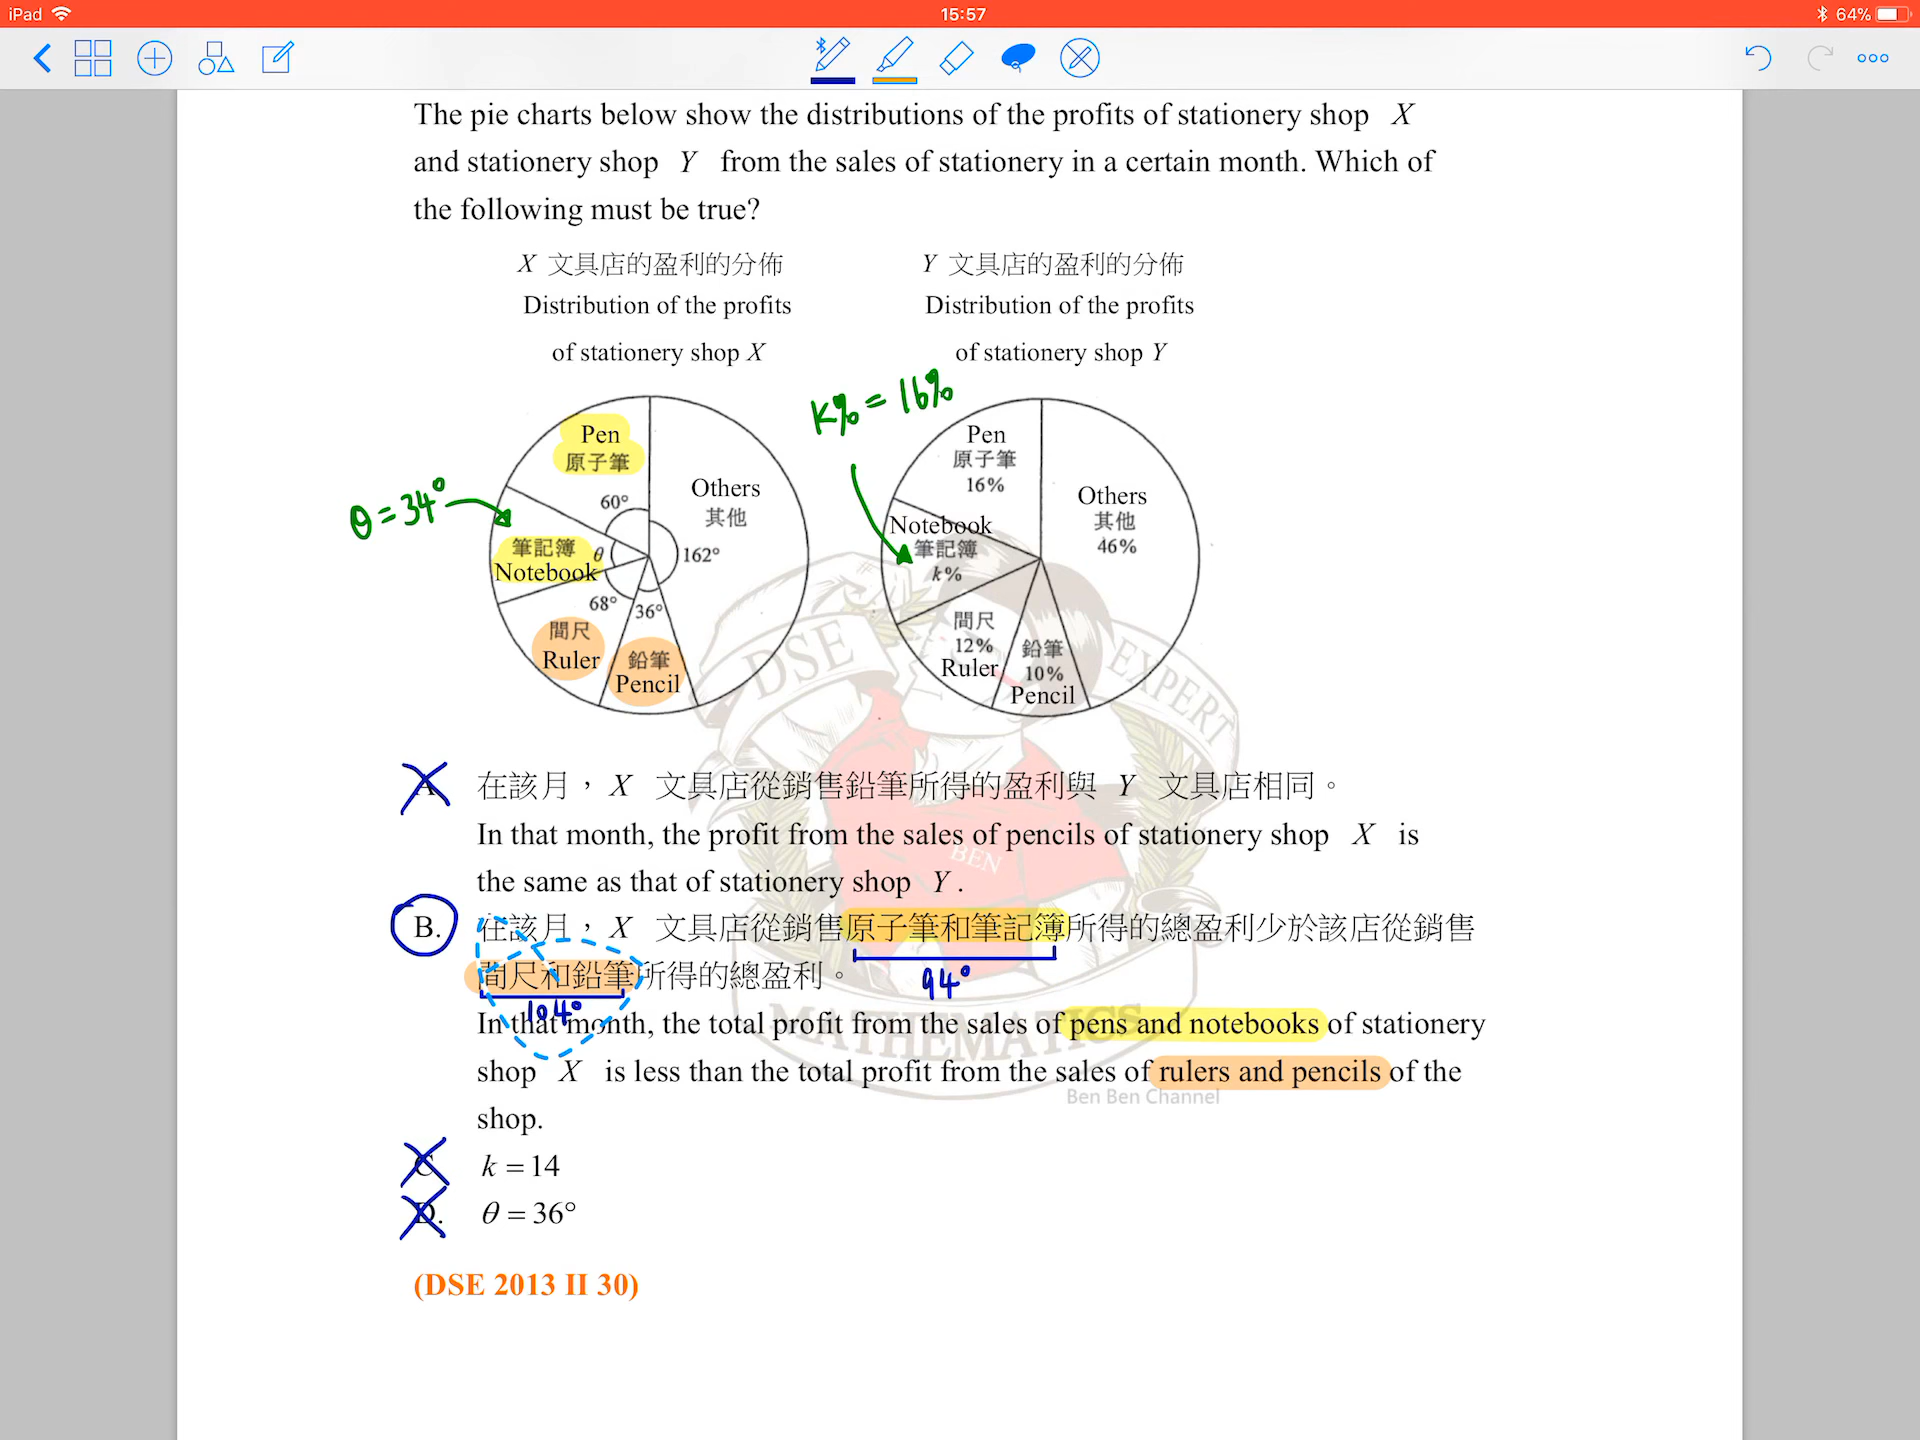 iPad
15:57
64%
The pie charts below show the distributions of the profits of stationery shop X
and stationery shop Y from the sales of stationery in a certain month. Which of
the following must be true?
X 文具店的盈利的分佈
Distribution of the profits
of stationery shop X
Y 文具店的盈利的分佈
Distribution of the profits
of stationery shop Y
Pen
原子筆
60°
Others
其他
162°
θ = 34°
筆記簿 θ
Notebook
68°
36°
間尺
Ruler
鉛筆
Pencil
K% = 16%
Pen
原子筆
16%
Others
其他
46%
Notebook
筆記簿
k%
間尺
12%
Ruler
鉛筆
10%
Pencil
DSE EXPERT
BEN
MATHEMATICS
Ben Ben Channel
A. 在該月， X 文具店從銷售鉛筆所得的盈利與 Y 文具店相同。
In that month, the profit from the sales of pencils of stationery shop X is
the same as that of stationery shop Y .
B. 在該月， X 文具店從銷售原子筆和筆記簿所得的總盈利少於該店從銷售
間尺和鉛筆所得的總盈利。
94°
104°
In that month, the total profit from the sales of pens and notebooks of stationery
shop X is less than the total profit from the sales of rulers and pencils of the
shop.
C. k = 14
D. θ = 36°
(DSE 2013 II 30)